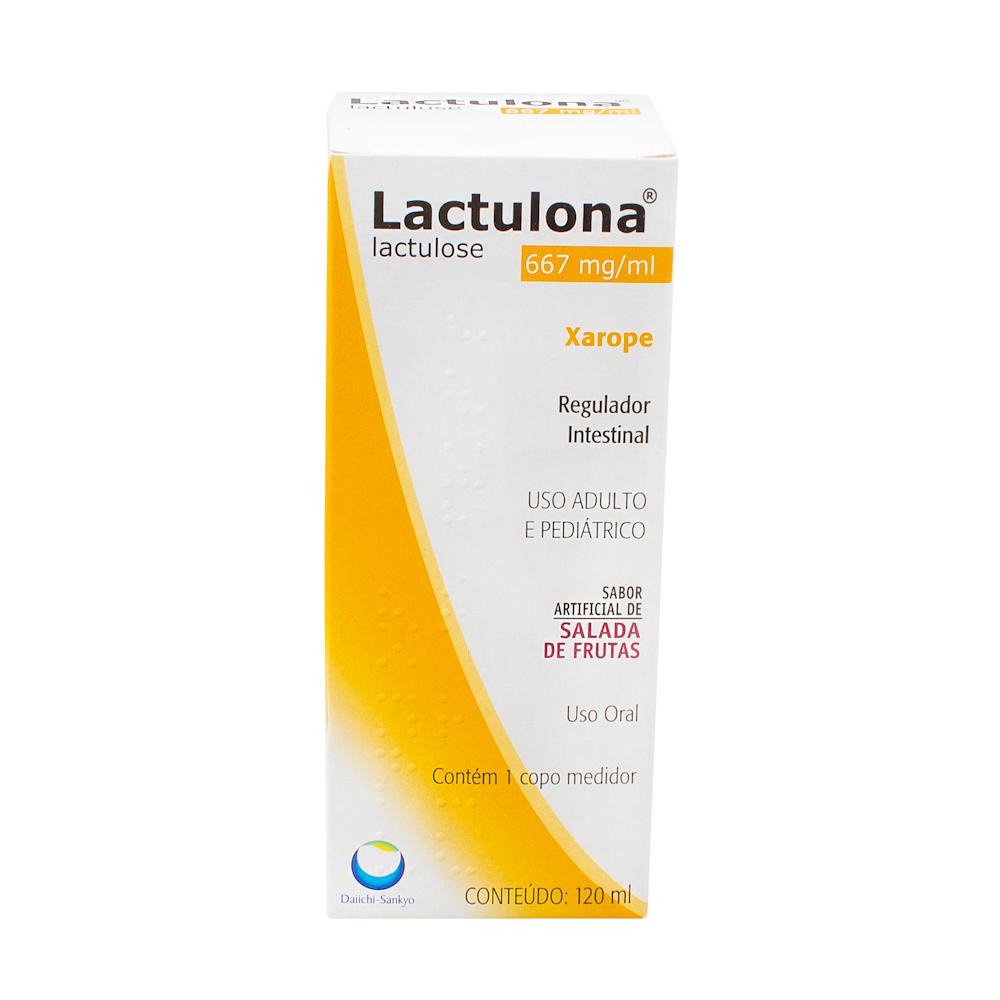 Lactulona
lactulose
667 mg/ml
Lactulona®
lactulose
667 mg/ml
Xarope
Regulador
Intestinal
USO ADULTO
E PEDIÁTRICO
SABOR
ARTIFICIAL DE
SALADA
DE FRUTAS
Uso Oral
Contém 1 copo medidor
Daiichi-Sankyo
CONTEÚDO: 120 ml